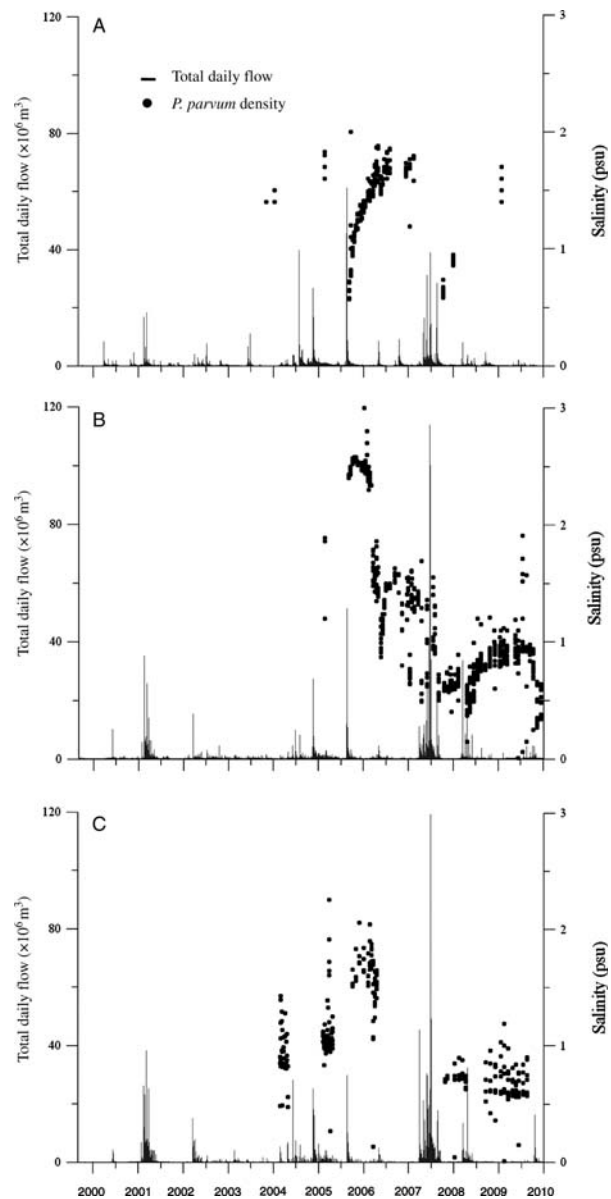 A
— Total daily flow
● P. parvum density
Total daily flow (×10⁶ m³)
120
80
40
0
Salinity (psu)
3
2
1
0
B
Total daily flow (×10⁶ m³)
120
80
40
0
Salinity (psu)
3
2
1
0
C
Total daily flow (×10⁶ m³)
120
80
40
0
Salinity (psu)
3
2
1
0
2000 2001 2002 2003 2004 2005 2006 2007 2008 2009 2010